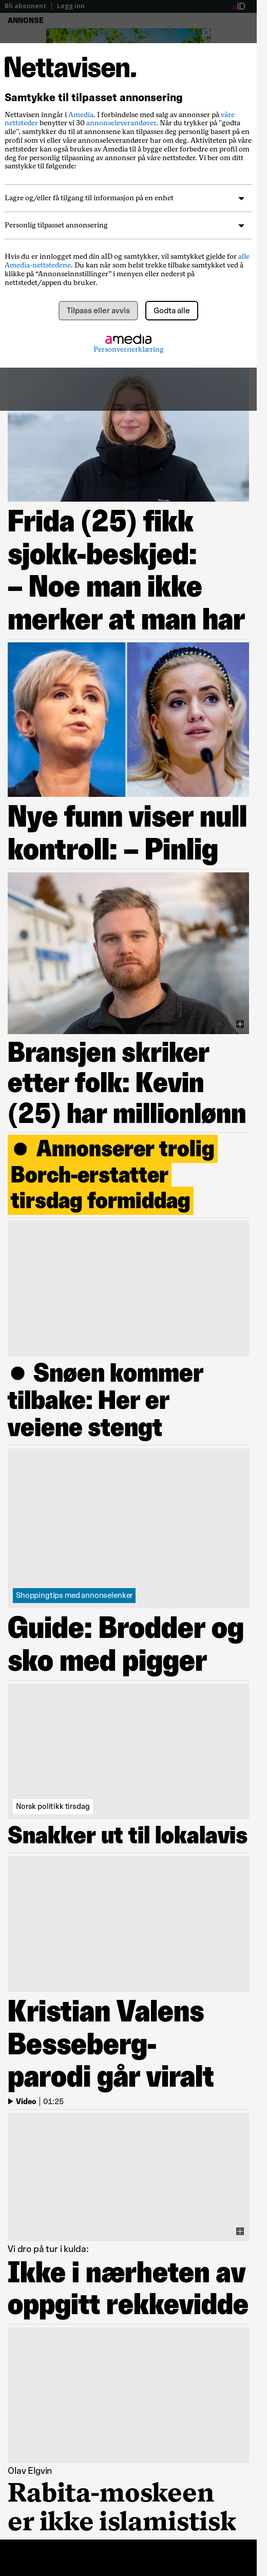 Bli abonnent | Logg inn
aID
ANNONSE
Nettavisen.
Samtykke til tilpasset annonsering
Nettavisen inngår i Amedia. I forbindelse med salg av annonser på våre
nettsteder benytter vi 30 annonseleverandører. Når du trykker på "godta
alle", samtykker du til at annonsene kan tilpasses deg personlig basert på en
profil som vi eller våre annonseleverandører har om deg. Aktiviteten på våre
nettsteder kan også brukes av Amedia til å bygge eller forbedre en profil om
deg for personlig tilpasning av annonser på våre nettsteder. Vi ber om ditt
samtykke til følgende:
Lagre og/eller få tilgang til informasjon på en enhet
Personlig tilpasset annonsering
Hvis du er innlogget med din aID og samtykker, vil samtykket gjelde for alle
Amedia-nettstedene. Du kan når som helst trekke tilbake samtykket ved å
klikke på “Annonseinnstillinger” i menyen eller nederst på
nettstedet/appen du bruker.
Tilpass eller avvis
Godta alle
amedia
Personvernerklæring
Frida (25) fikk
sjokk-beskjed:
– Noe man ikke
merker at man har
Nye funn viser null
kontroll: – Pinlig
Bransjen skriker
etter folk: Kevin
(25) har millionlønn
● Annonserer trolig
Borch-erstatter
tirsdag formiddag
● Snøen kommer
tilbake: Her er
veiene stengt
Shoppingtips med annonselenker
Guide: Brodder og
sko med pigger
Norsk politikk tirsdag
Snakker ut til lokalavis
Kristian Valens
Besseberg-
parodi går viralt
Video | 01:25
Vi dro på tur i kulda:
Ikke i nærheten av
oppgitt rekkevidde
Olav Elgvin
Rabita-moskeen
er ikke islamistisk